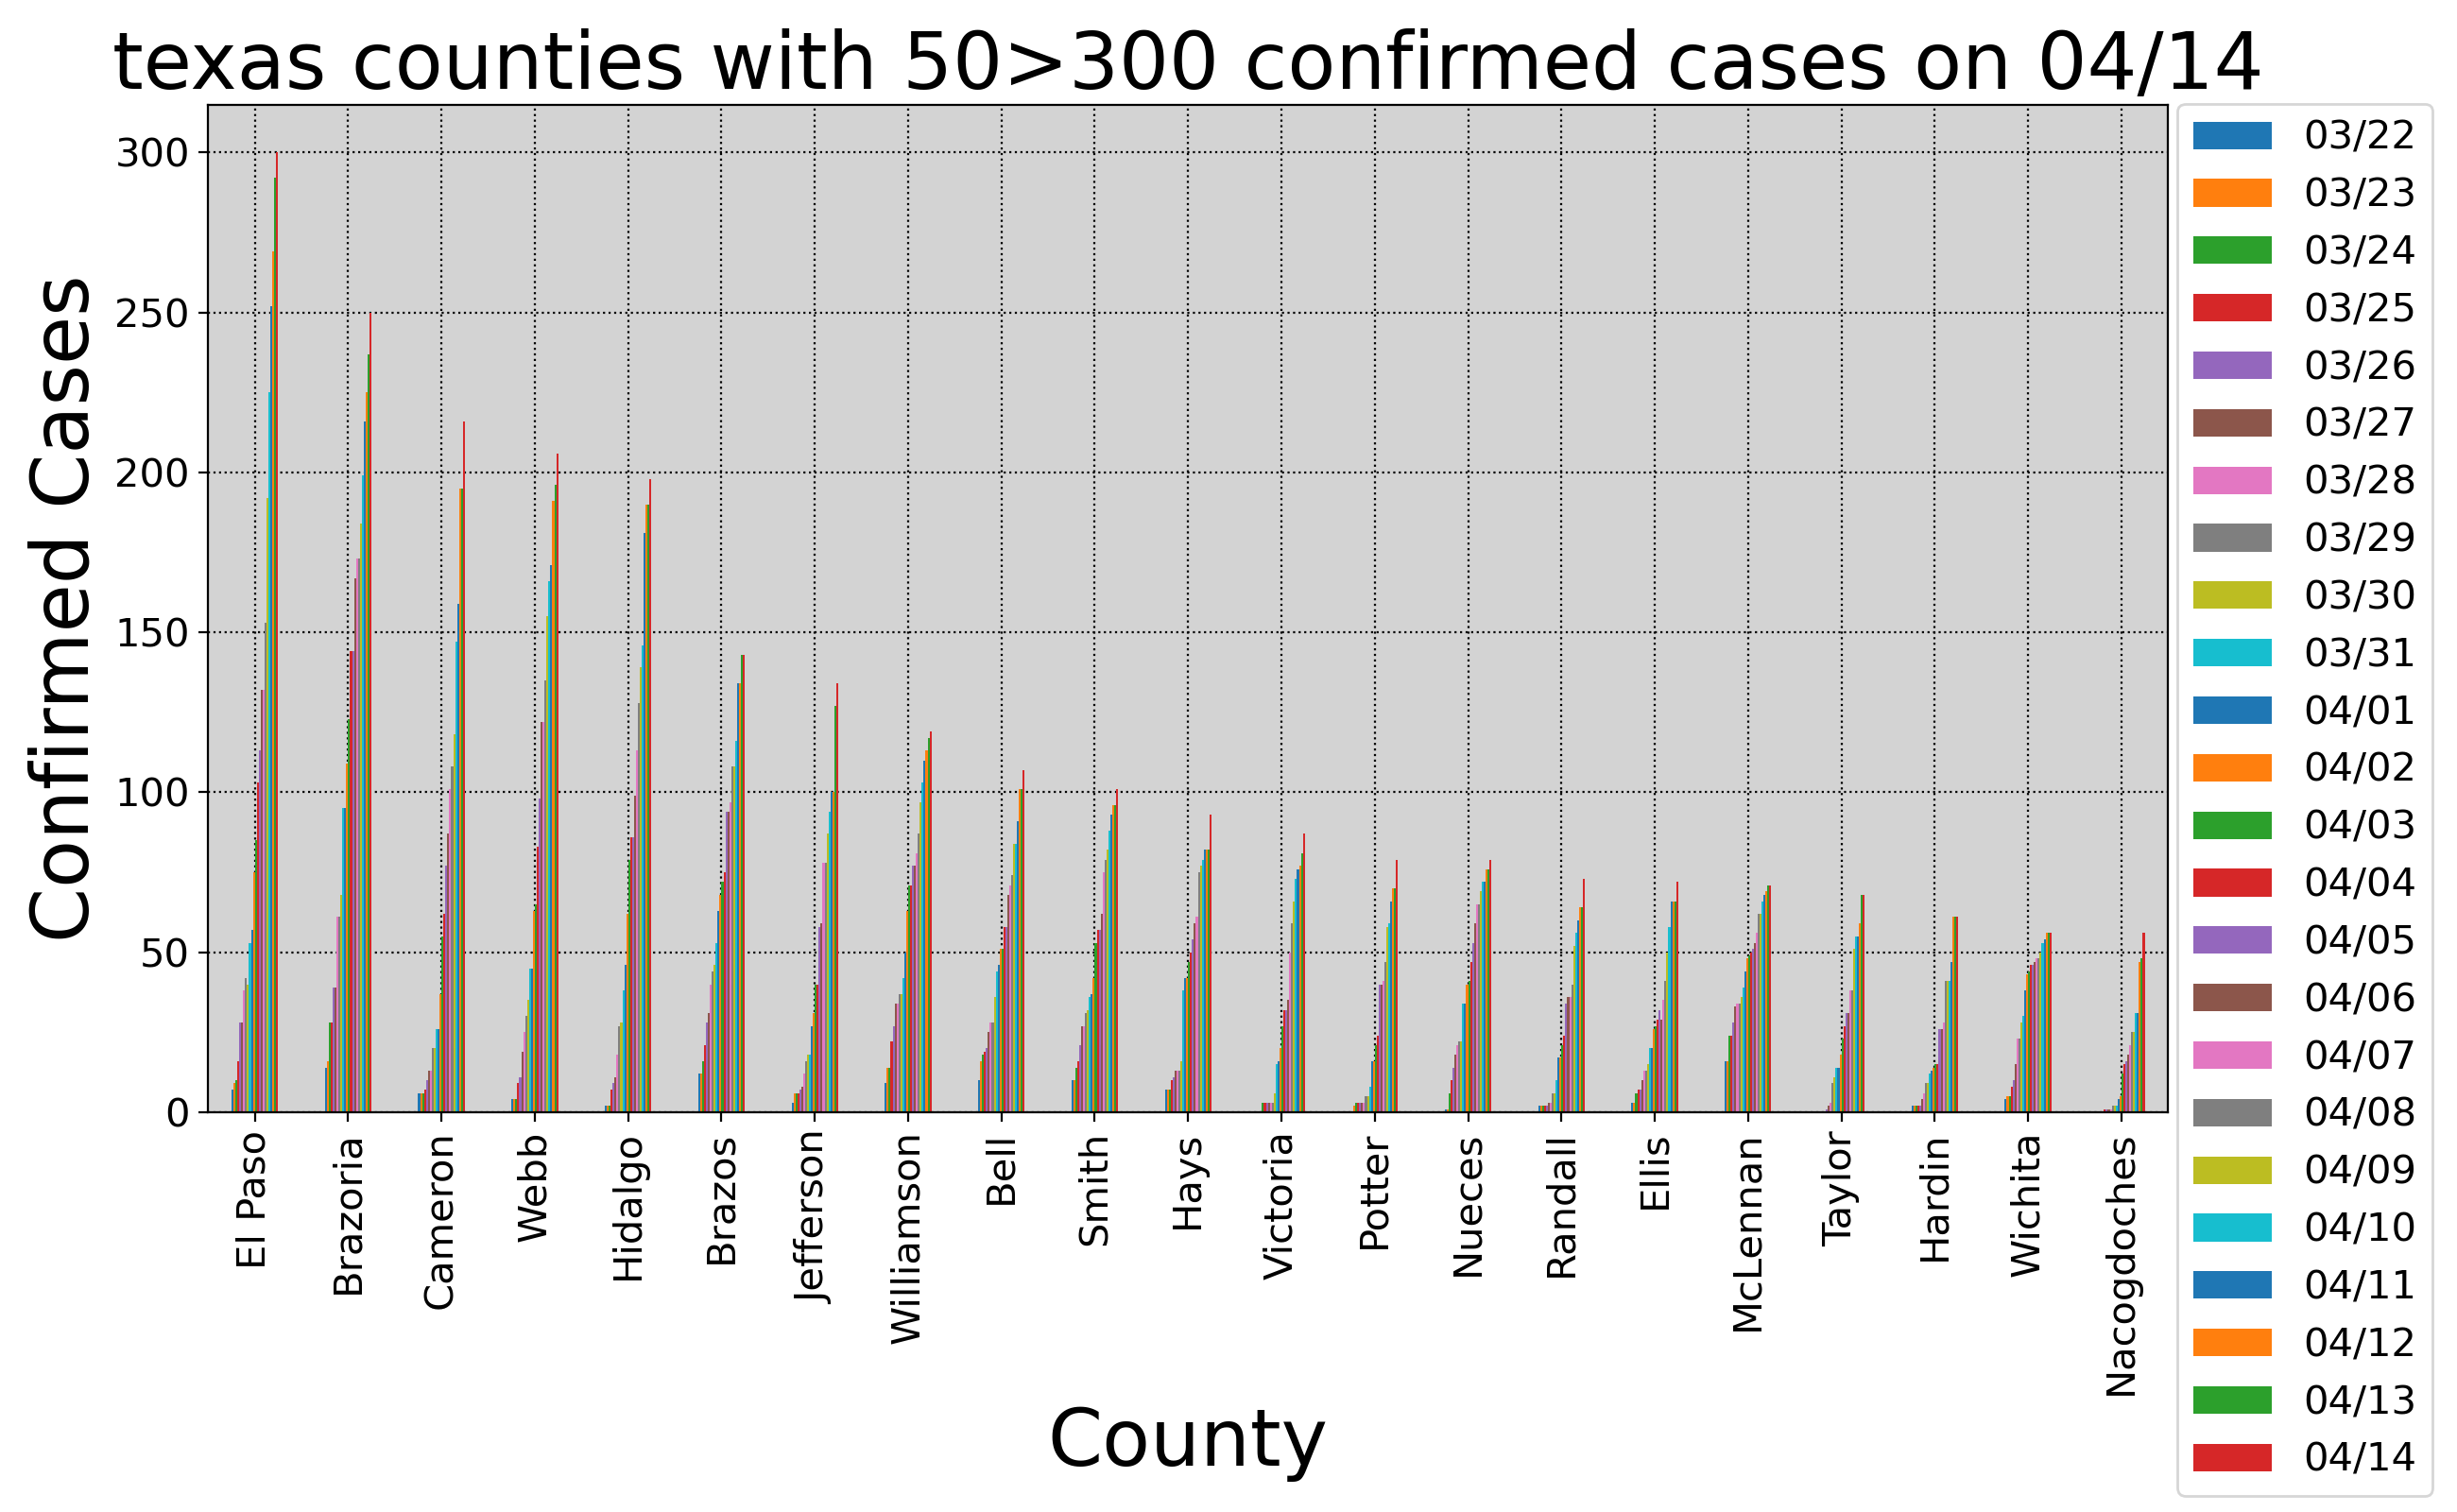 texas counties with 50>300 confirmed cases on 04/14
Confirmed Cases
300
250
200
150
100
50
0
El Paso
Brazoria
Cameron
Webb
Hidalgo
Brazos
Jefferson
Williamson
Bell
Smith
Hays
Victoria
Potter
Nueces
Randall
Ellis
McLennan
Taylor
Hardin
Wichita
Nacogdoches
County
03/22
03/23
03/24
03/25
03/26
03/27
03/28
03/29
03/30
03/31
04/01
04/02
04/03
04/04
04/05
04/06
04/07
04/08
04/09
04/10
04/11
04/12
04/13
04/14